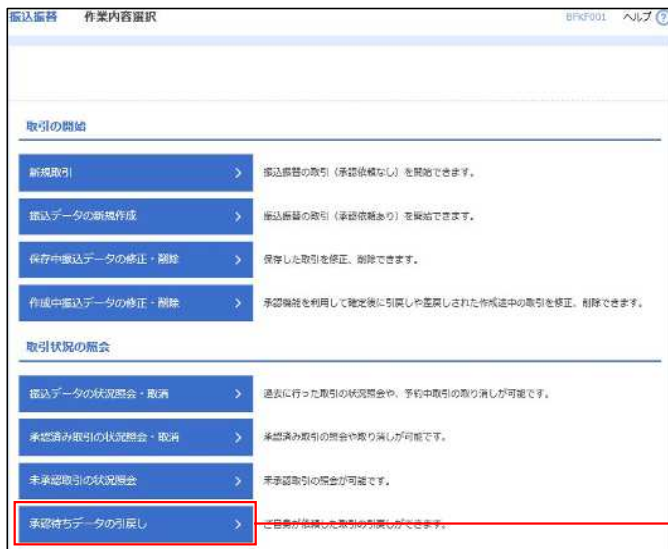 振込振替 作業内容選択 BFKF001 ヘルプ ?
取引の開始
新規取引 振込振替の取引（承認依頼なし）を開始できます。
振込データの新規作成 振込振替の取引（承認依頼あり）を開始できます。
保存中振込データの修正・削除 保存した取引を修正、削除できます。
作成中振込データの修正・削除 承認機能を利用して確定後に引戻しや差戻しされた作成途中の取引を修正、削除できます。
取引状況の照会
振込データの状況照会・取消 過去に行った取引の状況照会や、予約中取引の取り消しが可能です。
承認済み取引の状況照会・取消 承認済み取引の照会や取り消しが可能です。
未承認取引の状況照会 未承認取引の照会が可能です。
承認待ちデータの引戻し ご自身が依頼した取引の引戻しができます。